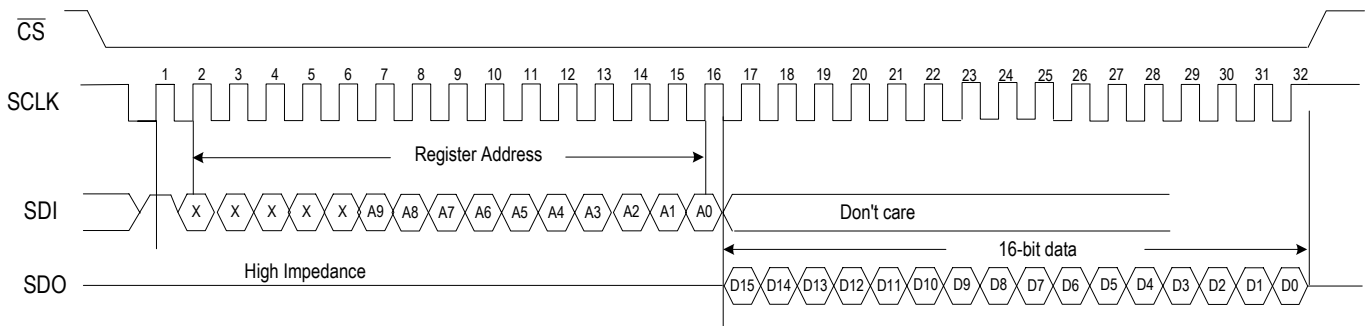 CS
1 2 3 4 5 6 7 8 9 10 11 12 13 14 15 16 17 18 19 20 21 22 23 24 25 26 27 28 29 30 31 32
SCLK
Register Address
SDI X X X X X A9 A8 A7 A6 A5 A4 A3 A2 A1 A0 Don't care
16-bit data
High Impedance
SDO D15 D14 D13 D12 D11 D10 D9 D8 D7 D6 D5 D4 D3 D2 D1 D0